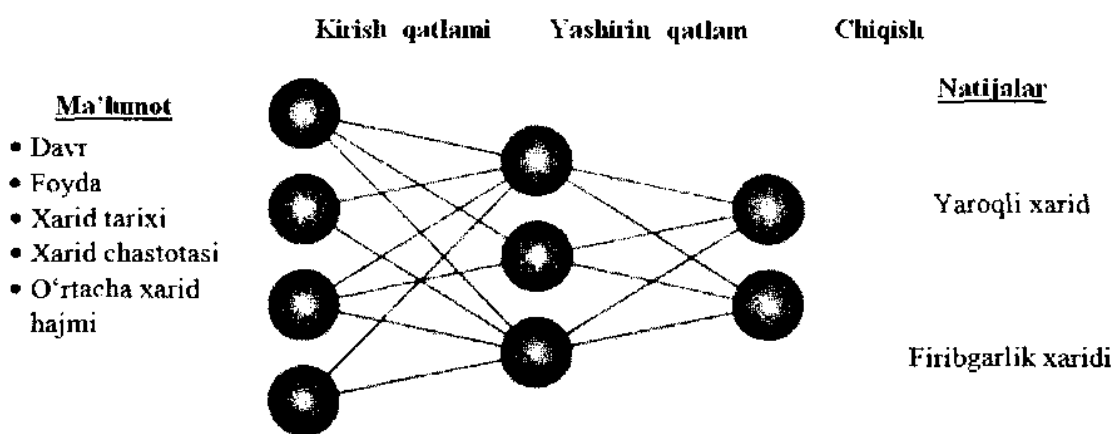 Kirish qatlami Yashirin qatlam Chiqish
Ma'lumot
• Davr
• Foyda
• Xarid tarixi
• Xarid chastotasi
• O‘rtacha xarid
hajmi
Natijalar
Yaroqli xarid
Firibgarlik xaridi